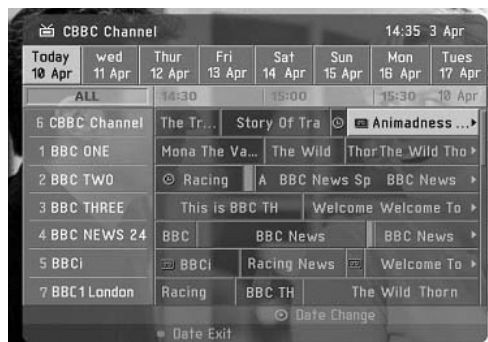 CBBC Channel 14:35 3 Apr
Today wed Thur Fri Sat Sun Mon Tues
10 Apr 11 Apr 12 Apr 13 Apr 14 Apr 15 Apr 16 Apr 17 Apr
ALL 14:30 15:00 15:30 10 Apr
6 CBBC Channel The Tr... Story Of Tra Animadness ...
1 BBC ONE Mona The Va... The Wild Thor The Wild Tho
2 BBC TWO Racing A BBC News Sp BBC News
3 BBC THREE This is BBC TH Welcome Welcome To
4 BBC NEWS 24 BBC BBC News BBC News
5 BBCi BBCi Racing News Welcome To
7 BBC1 London Racing BBC TH The Wild Thorn
Date Change
Date Exit